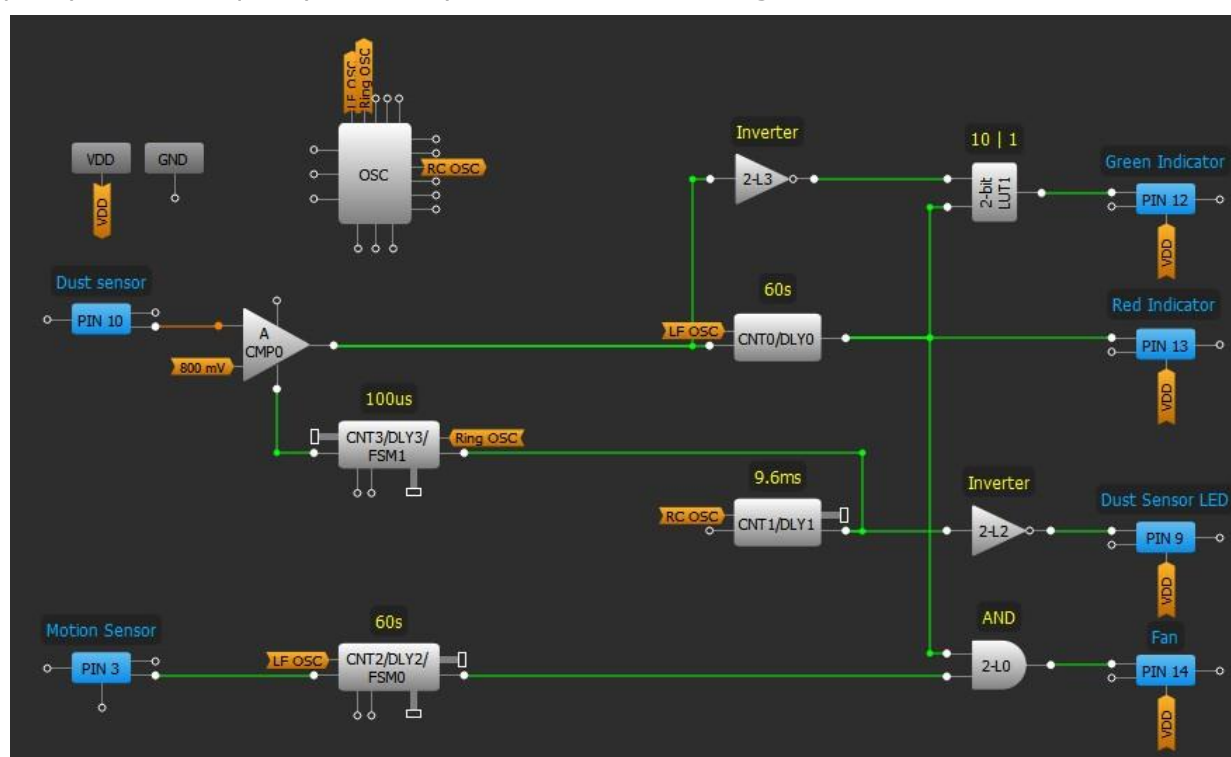 LF OSC
Ring OSC
VDD
GND
OSC
RC OSC
VDD
Inverter
2-L3
10 | 1
2-bit
LUT1
Green Indicator
PIN 12
VDD
Dust sensor
PIN 10
A
CMP0
800 mV
60s
LF OSC
CNT0/DLY0
Red Indicator
PIN 13
VDD
100us
CNT3/DLY3/
FSM1
Ring OSC
9.6ms
RC OSC
CNT1/DLY1
Inverter
2-L2
Dust Sensor LED
PIN 9
VDD
Motion Sensor
PIN 3
60s
LF OSC
CNT2/DLY2/
FSM0
AND
2-L0
Fan
PIN 14
VDD